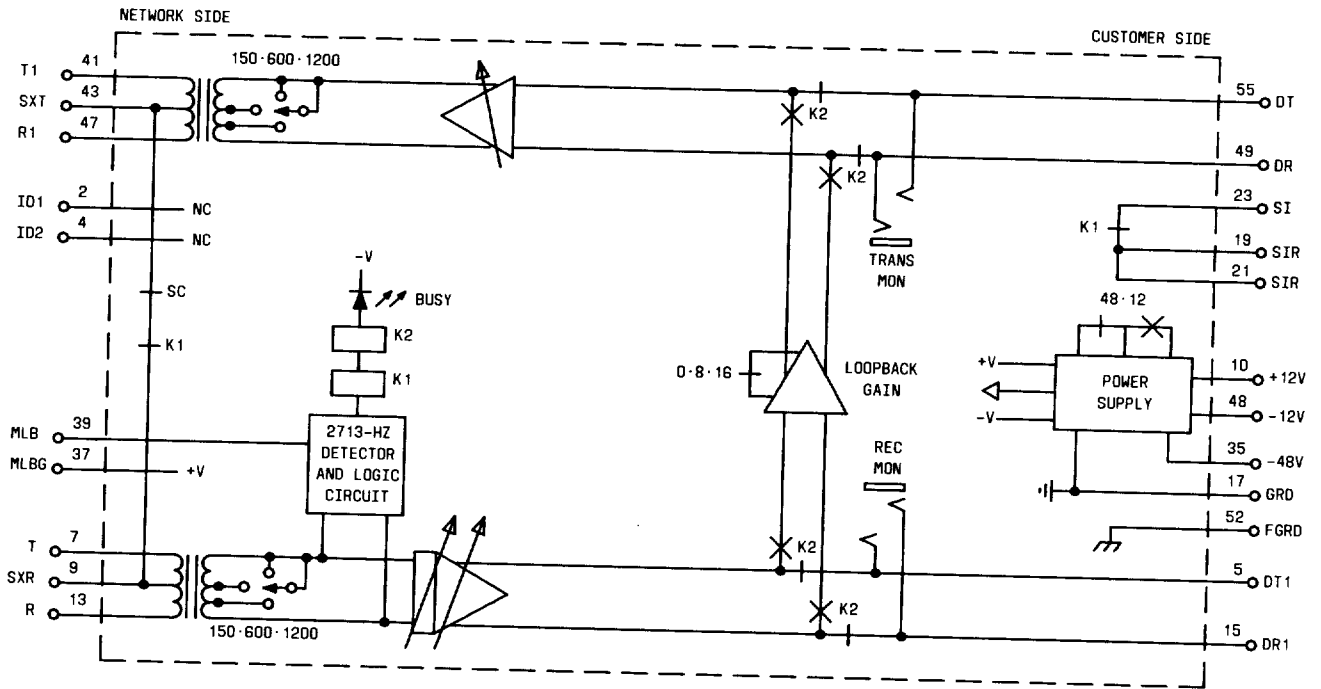 NETWORK SIDE
CUSTOMER SIDE
T1 41
SXT 43
R1 47
150·600·1200
ID1 2 NC
ID2 4 NC
SC
K1
-V
BUSY
K2
K1
MLB 39
MLBG 37 +V
2713-HZ
DETECTOR
AND LOGIC
CIRCUIT
T 7
SXR 9
R 13
150·600·1200
K2
K2
TRANS
MON
0·8·16
LOOPBACK
GAIN
REC
MON
K2
K2
55 DT
49 DR
K1
23 SI
19 SIR
21 SIR
48·12
+V
-V
POWER
SUPPLY
10 +12V
48 -12V
35 -48V
17 GRD
52 FGRD
5 DT1
15 DR1